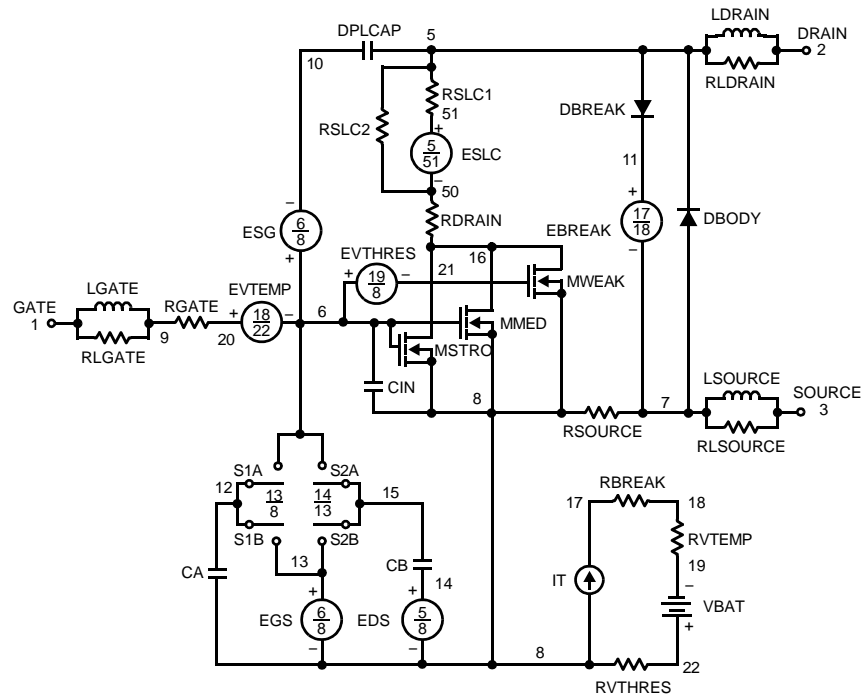 LDRAIN
DPLCAP 5 DRAIN
10 2
RLDRAIN
RSLC1
51
DBREAK
RSLC2
+
5
51
ESLC
11
−
50
+
−
17
18
DBODY
RDRAIN
6
8
EBREAK
ESG
EVTHRES
+
16
−
+
19
8
−
21
MWEAK
LGATE
EVTEMP
GATE
1
RGATE
+
18
22
−
6
MMED
9
20
MSTRO
RLGATE
LSOURCE
CIN
8
7
SOURCE
3
RSOURCE
RLSOURCE
S1A
S2A
12
13
8
14
13
15
RBREAK
17
18
S1B
S2B
RVTEMP
13
CB
19
CA
14
IT
−
+
+
VBAT
EGS
6
8
EDS
5
8
+
−
−
8
22
RVTHRES